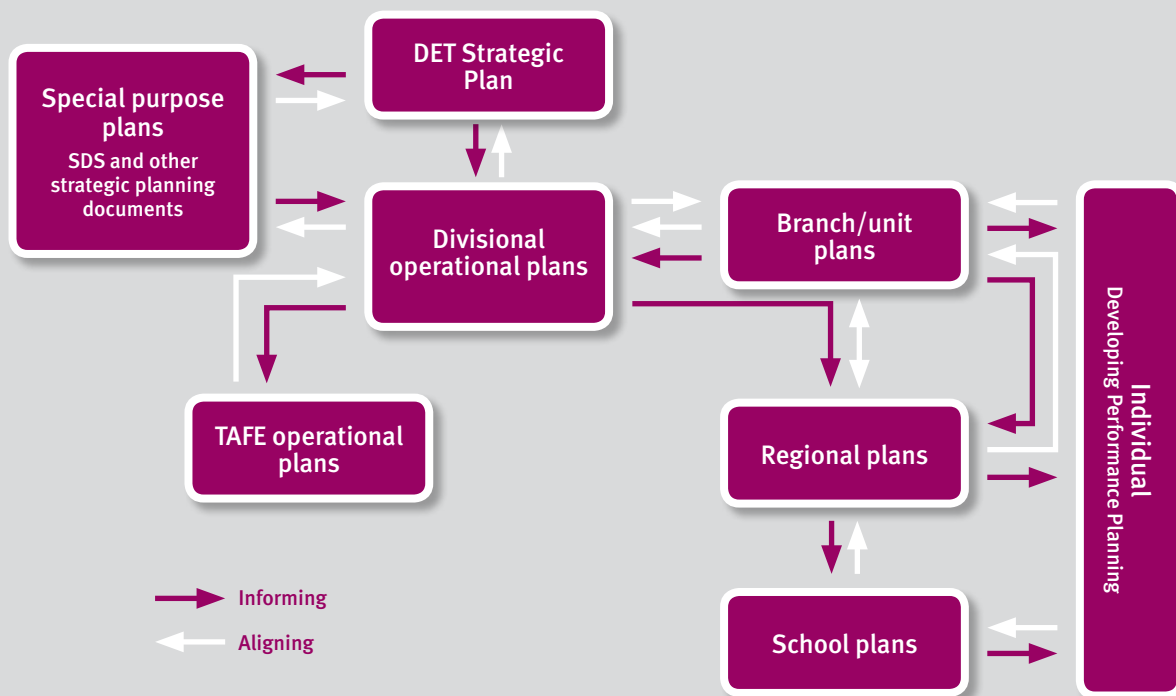 DET Strategic
Plan
Special purpose
plans
SDS and other
strategic planning
documents
Divisional
operational plans
Branch/unit
plans
TAFE operational
plans
Regional plans
School plans
Individual
Developing Performance Planning
Informing
Aligning